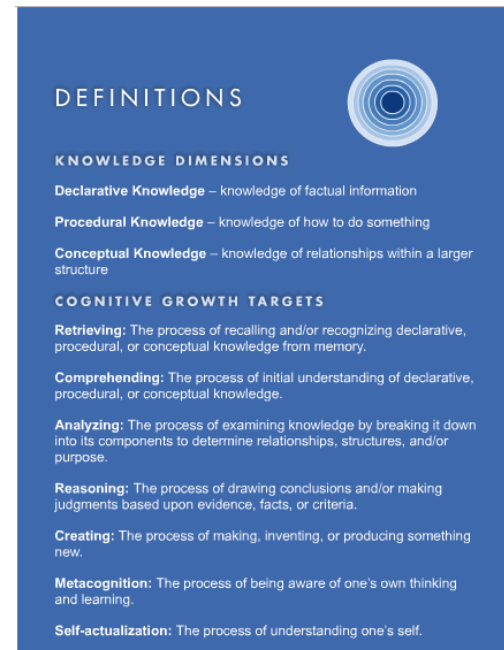 DEFINITIONS
KNOWLEDGE DIMENSIONS
Declarative Knowledge – knowledge of factual information
Procedural Knowledge – knowledge of how to do something
Conceptual Knowledge – knowledge of relationships within a larger
structure
COGNITIVE GROWTH TARGETS
Retrieving: The process of recalling and/or recognizing declarative,
procedural, or conceptual knowledge from memory.
Comprehending: The process of initial understanding of declarative,
procedural, or conceptual knowledge.
Analyzing: The process of examining knowledge by breaking it down
into its components to determine relationships, structures, and/or
purpose.
Reasoning: The process of drawing conclusions and/or making
judgments based upon evidence, facts, or criteria.
Creating: The process of making, inventing, or producing something
new.
Metacognition: The process of being aware of one's own thinking
and learning.
Self-actualization: The process of understanding one's self.